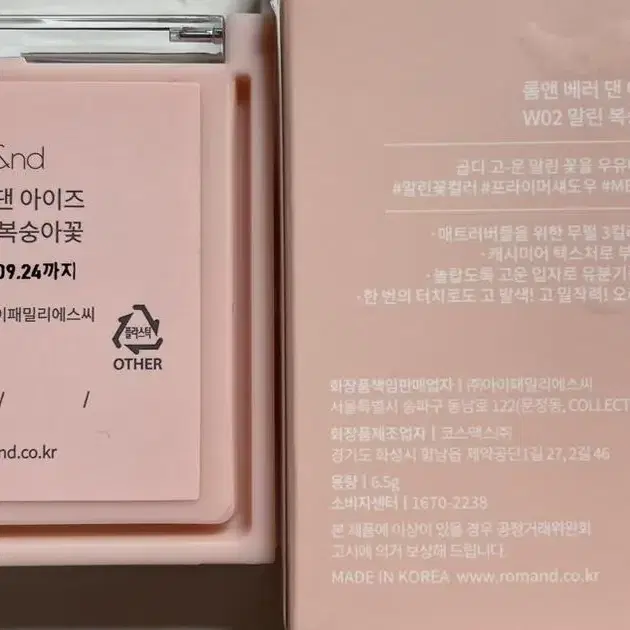 &nd
댄 아이즈
복숭아꽃
09.24까지
이패밀리에스씨
플라스틱
OTHER
/ /
nd.co.kr
롬앤 베러 댄
W02 말린 복숭
곱디 고-운 말린 꽃을 우유
#말린꽃컬러 #프라이머섀도우 #ME
· 매트러버들을 위한 무펄 3컬러
· 캐시미어 텍스처로 부
· 놀랍도록 고운 입자로 유분기
· 한 번의 터치로도 고 발색! 고 밀착력! 오래
화장품책임판매업자 | (주)아이패밀리에스씨
서울특별시 송파구 동남로 122(문정동, COLLECT
화장품제조업자 | 코스맥스(주)
경기도 화성시 향남읍 제약공단1길 27, 2길 46
용량 | 6.5g
소비자센터 | 1670-2238
본 제품에 이상이 있을 경우 공정거래위원회
고시에 의거 보상해 드립니다.
MADE IN KOREA www.romand.co.kr